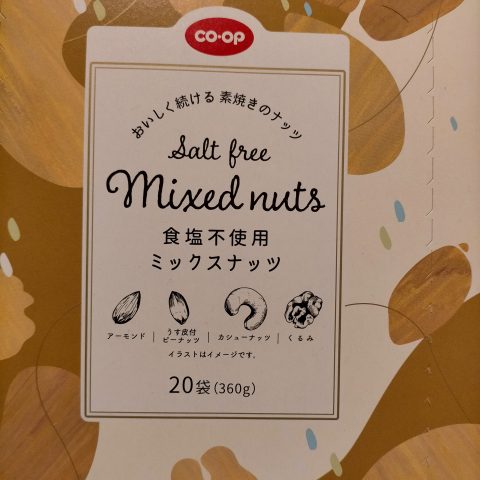 CO·OP
おいしく続ける 素焼きのナッツ
Salt free
Mixed nuts
食塩不使用
ミックスナッツ
アーモンド
うす皮付
ピーナッツ
カシューナッツ
くるみ
イラストはイメージです。
20袋(360g)